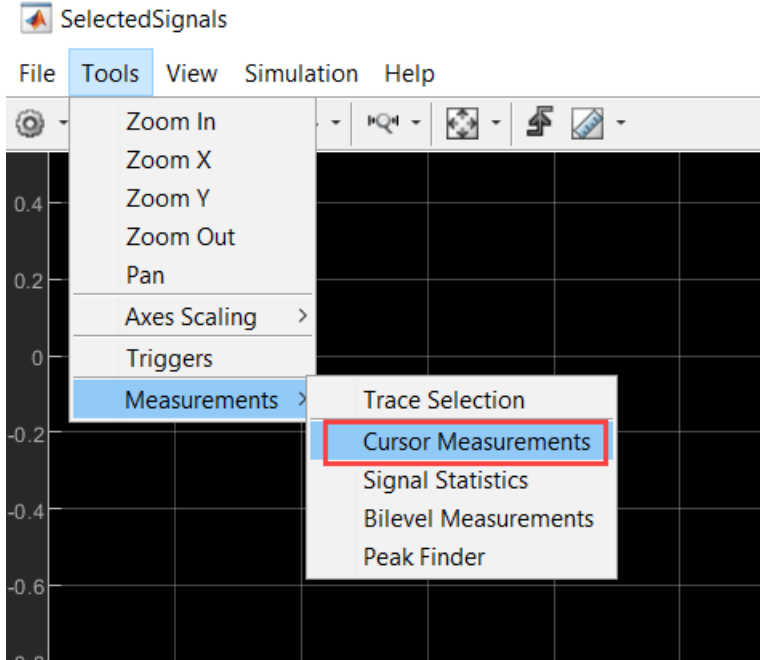 SelectedSignals
File Tools View Simulation Help
Zoom In
Zoom X
Zoom Y
Zoom Out
Pan
Axes Scaling
Triggers
Measurements
Trace Selection
Cursor Measurements
Signal Statistics
Bilevel Measurements
Peak Finder
0.4
0.2
0
-0.2
-0.4
-0.6